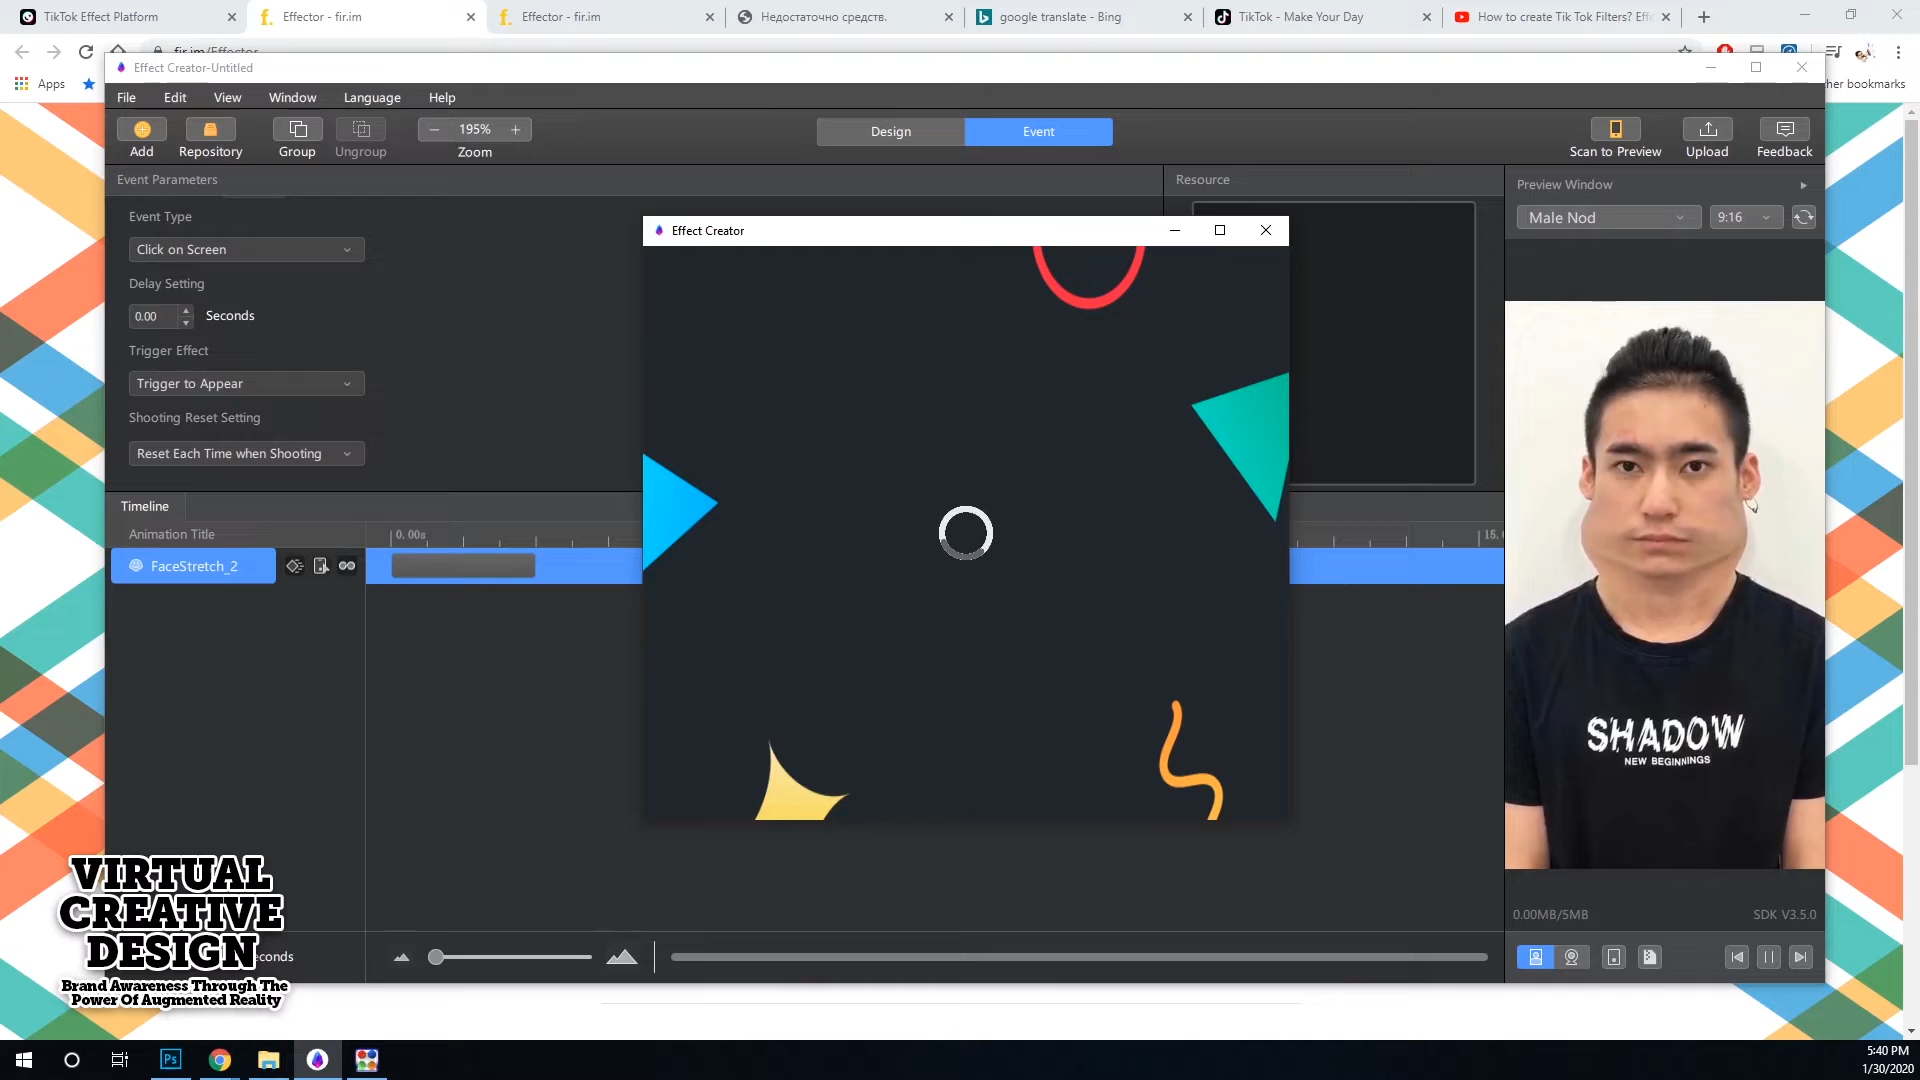 TikTok Effect Platform
Effector - fir.im
Effector - fir.im
Недостаточно средств.
google translate - Bing
TikTok - Make Your Day
How to create Tik Tok Filters?
fir.im/Effector
Apps
bookmarks
Effect Creator-Untitled
File Edit View Window Language Help
195%
Design Event
Add Repository Group Ungroup Zoom
Scan to Preview Upload Feedback
Event Parameters
Resource
Preview Window
Event Type
Male Nod
9:16
Click on Screen
Effect Creator
Delay Setting
0.00 Seconds
Trigger Effect
Trigger to Appear
Shooting Reset Setting
Reset Each Time when Shooting
Timeline
Animation Title
0.00s
15.
FaceStretch_2
SHADOW
NEW BEGINNINGS
VIRTUAL
CREATIVE
DESIGN
Brand Awareness Through The
Power Of Augmented Reality
0.00MB/5MB
SDK V3.5.0
Ps
5:40 PM
1/30/2020